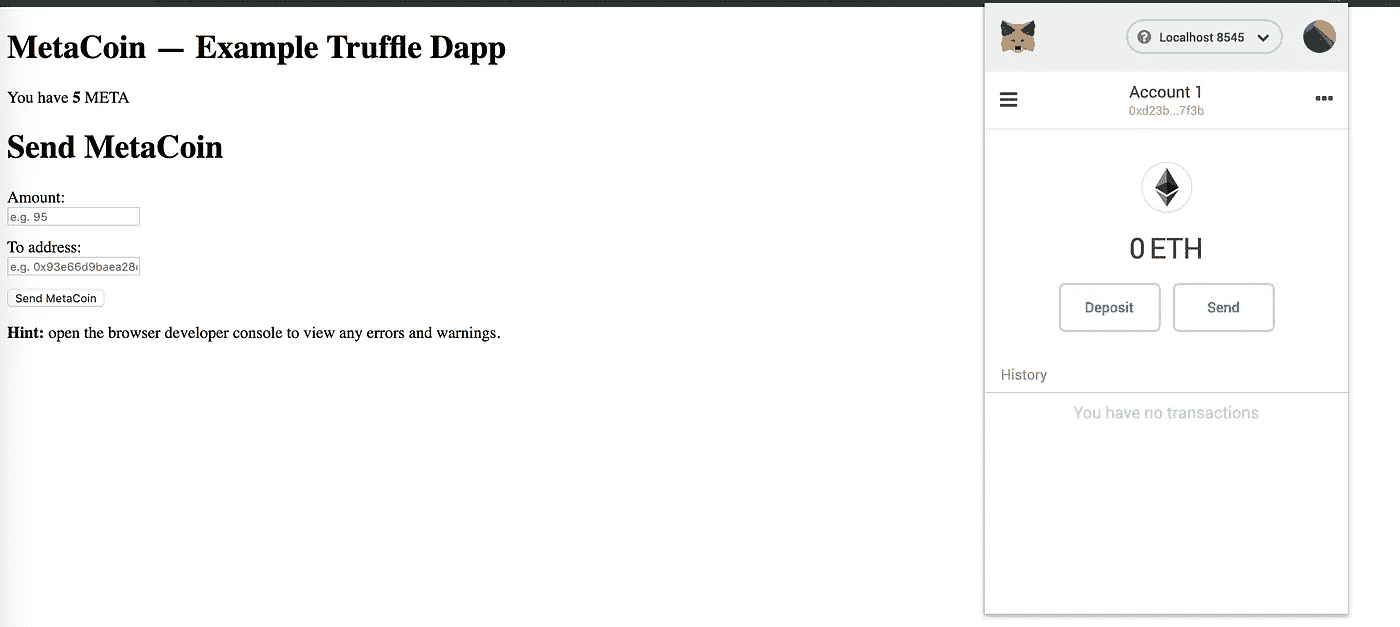 MetaCoin — Example Truffle Dapp
You have 5 META
Send MetaCoin
Amount:
e.g. 95
To address:
e.g. 0x93e66d9baea28
Send MetaCoin
Hint: open the browser developer console to view any errors and warnings.
Localhost 8545
Account 1
0xd23b...7f3b
0 ETH
Deposit
Send
History
You have no transactions